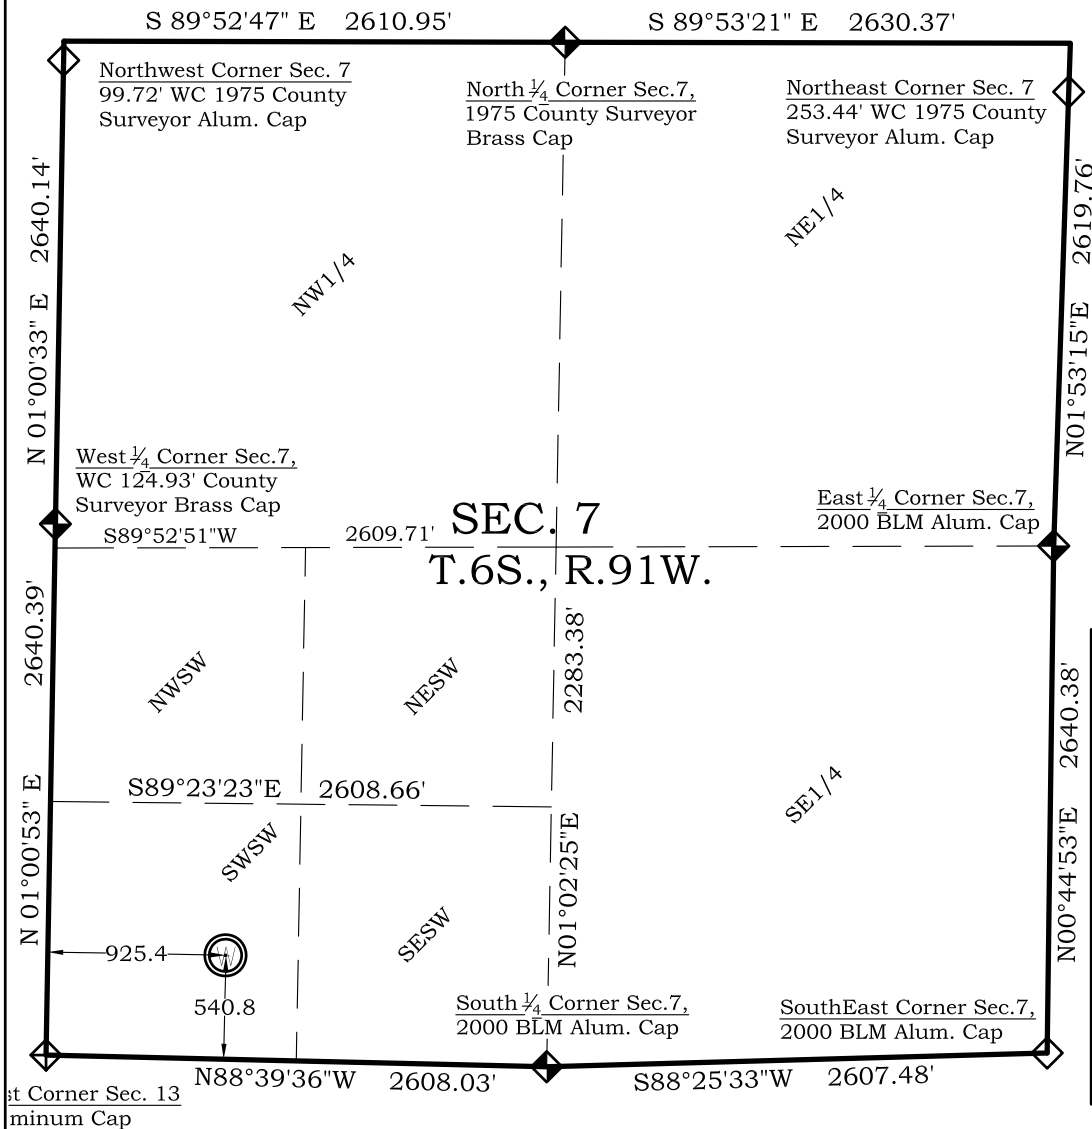 S 89°52'47" E 2610.95'
S 89°53'21" E 2630.37'
Northwest Corner Sec. 7
99.72' WC 1975 County
Surveyor Alum. Cap
North 1/4 Corner Sec.7,
1975 County Surveyor
Brass Cap
Northeast Corner Sec. 7
253.44' WC 1975 County
Surveyor Alum. Cap
N 01°00'33" E 2640.14'
NW1/4
NE1/4
N01°53'15"E 2619.76'
West 1/4 Corner Sec.7,
WC 124.93' County
Surveyor Brass Cap
East 1/4 Corner Sec.7,
2000 BLM Alum. Cap
S89°52'51"W 2609.71'
SEC. 7
T.6S., R.91W.
N 01°00'53" E 2640.39'
NWSW
NESW
N01°02'25"E 2283.38'
N00°44'53"E 2640.38'
S89°23'23"E 2608.66'
SWSW
SESW
SE1/4
925.4
W
540.8
South 1/4 Corner Sec.7,
2000 BLM Alum. Cap
SouthEast Corner Sec.7,
2000 BLM Alum. Cap
N88°39'36"W 2608.03'
S88°25'33"W 2607.48'
st Corner Sec. 13
minum Cap